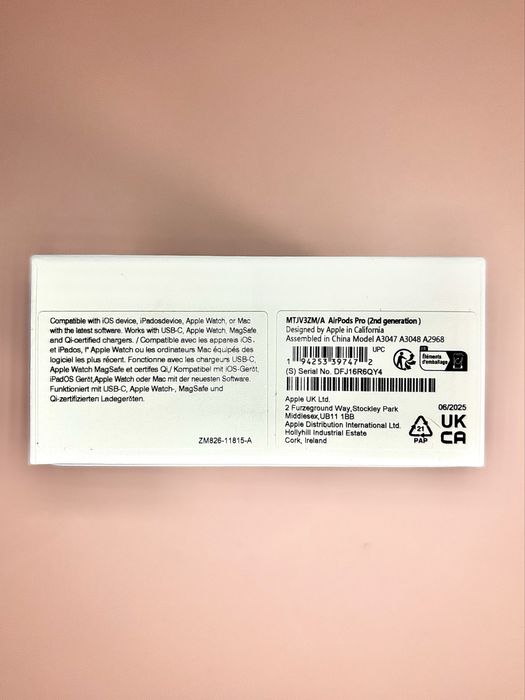 Compatible with iOS device, iPadosdevice, Apple Watch, or Mac
with the latest software. Works with USB-C, Apple Watch, MagSafe
and Qi-certified chargers. / Compatible avec les appareils iOS,
et iPados, l" Apple Watch ou les ordinateurs Mac équipés des
logiciel les plus récent. Fonctionne avec les chargeurs USB-C,
Apple Watch MagSafe et certifes Qi,/ Kompatibel mit iOS-Gerät,
iPadOS Gerät,Apple Watch oder Mac mit der neuesten Software.
Funktioniert mit USB-C, Apple Watch-, MagSafe und
Qi-zertifizierten Ladegeräten.
ZM826-11815-A
MTJV3ZM/A AirPods Pro (2nd generation )
Designed by Apple in California
Assembled in China Model A3047 A3048 A2968
UPC
1 94253 39747 2
FR
Éléments
d'emballage
(S) Serial No. DFJ16R6QY4
Apple UK Ltd.
2 Furzeground Way,Stockley Park
Middlesex,UB11 1BB
Apple Distribution International Ltd.
Hollyhill Industrial Estate
Cork, Ireland
06/2025
21
PAP
UK
CA